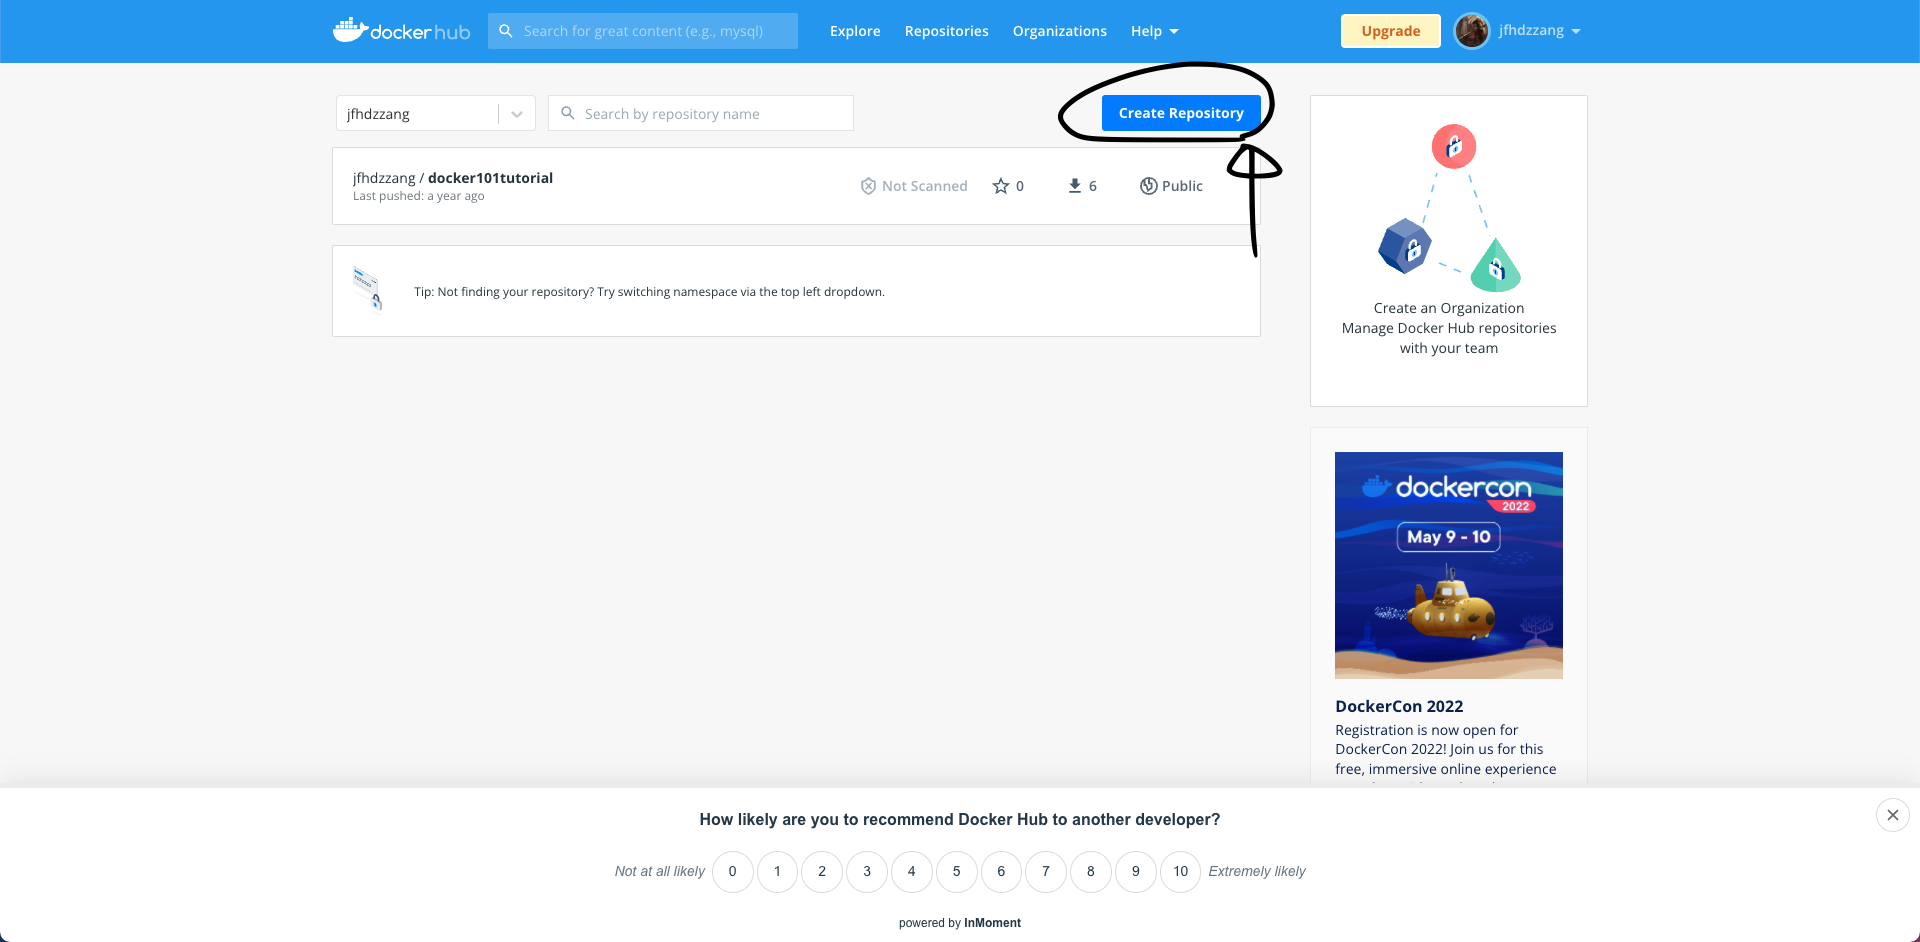 docker hub
Search for great content (e.g., mysql)
Explore
Repositories
Organizations
Help
Upgrade
jfhdzzang
jfhdzzang
Search by repository name
Create Repository
jfhdzzang / docker101tutorial
Last pushed: a year ago
Not Scanned
0
6
Public
Tip: Not finding your repository? Try switching namespace via the top left dropdown.
Create an Organization
Manage Docker Hub repositories
with your team
dockercon
2022
May 9 - 10
DockerCon 2022
Registration is now open for
DockerCon 2022! Join us for this
free, immersive online experience
How likely are you to recommend Docker Hub to another developer?
Not at all likely 0 1 2 3 4 5 6 7 8 9 10 Extremely likely
powered by InMoment